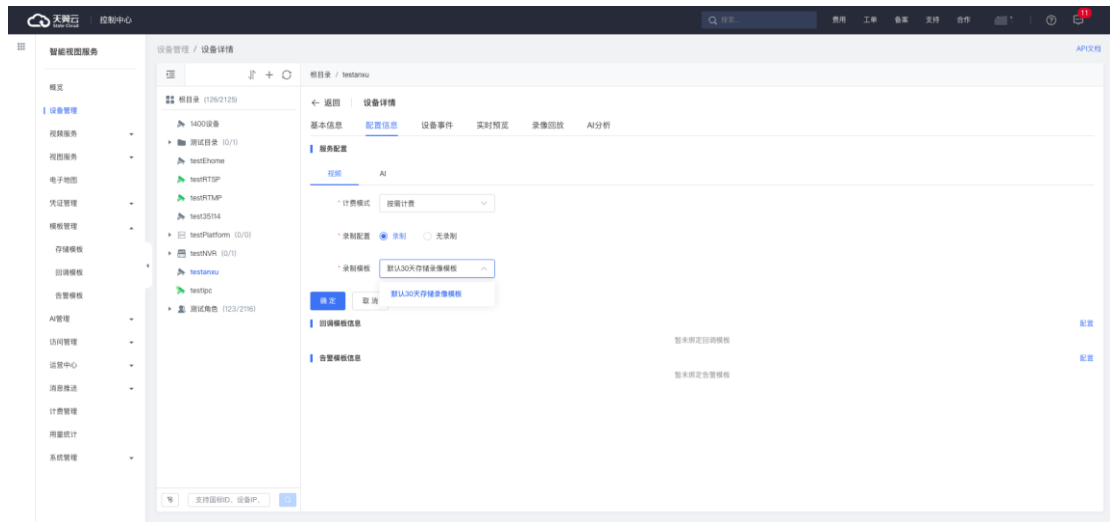 天翼云 控制中心 搜索... 费用 工单 备案 支持 合作 11
智能视图服务 设备管理 / 设备详情 API文档
概览
设备管理
视频服务
视图服务
电子地图
凭证管理
模板管理
存储模板
回调模板
告警模板
AI管理
访问管理
运营中心
消息推送
计费管理
用量统计
系统管理
根目录 (126/2125)
1400设备
测试目录 (0/1)
testEhome
testRTSP
testRTMP
test35114
testPlatform (0/0)
testNVR (0/1)
testanxu
testipc
测试角色 (123/2116)
支持国标ID、设备IP、
根目录 / testanxu
返回 设备详情
基本信息 配置信息 设备事件 实时预览 录像回放 AI分析
服务配置
视频 AI
* 计费模式 按需计费
* 录制配置 录制 无录制
* 录制模板 默认30天存储录像模板
默认30天存储录像模板
确定 取消
回调模板信息 配置
暂未绑定回调模板
告警模板信息 配置
暂未绑定告警模板